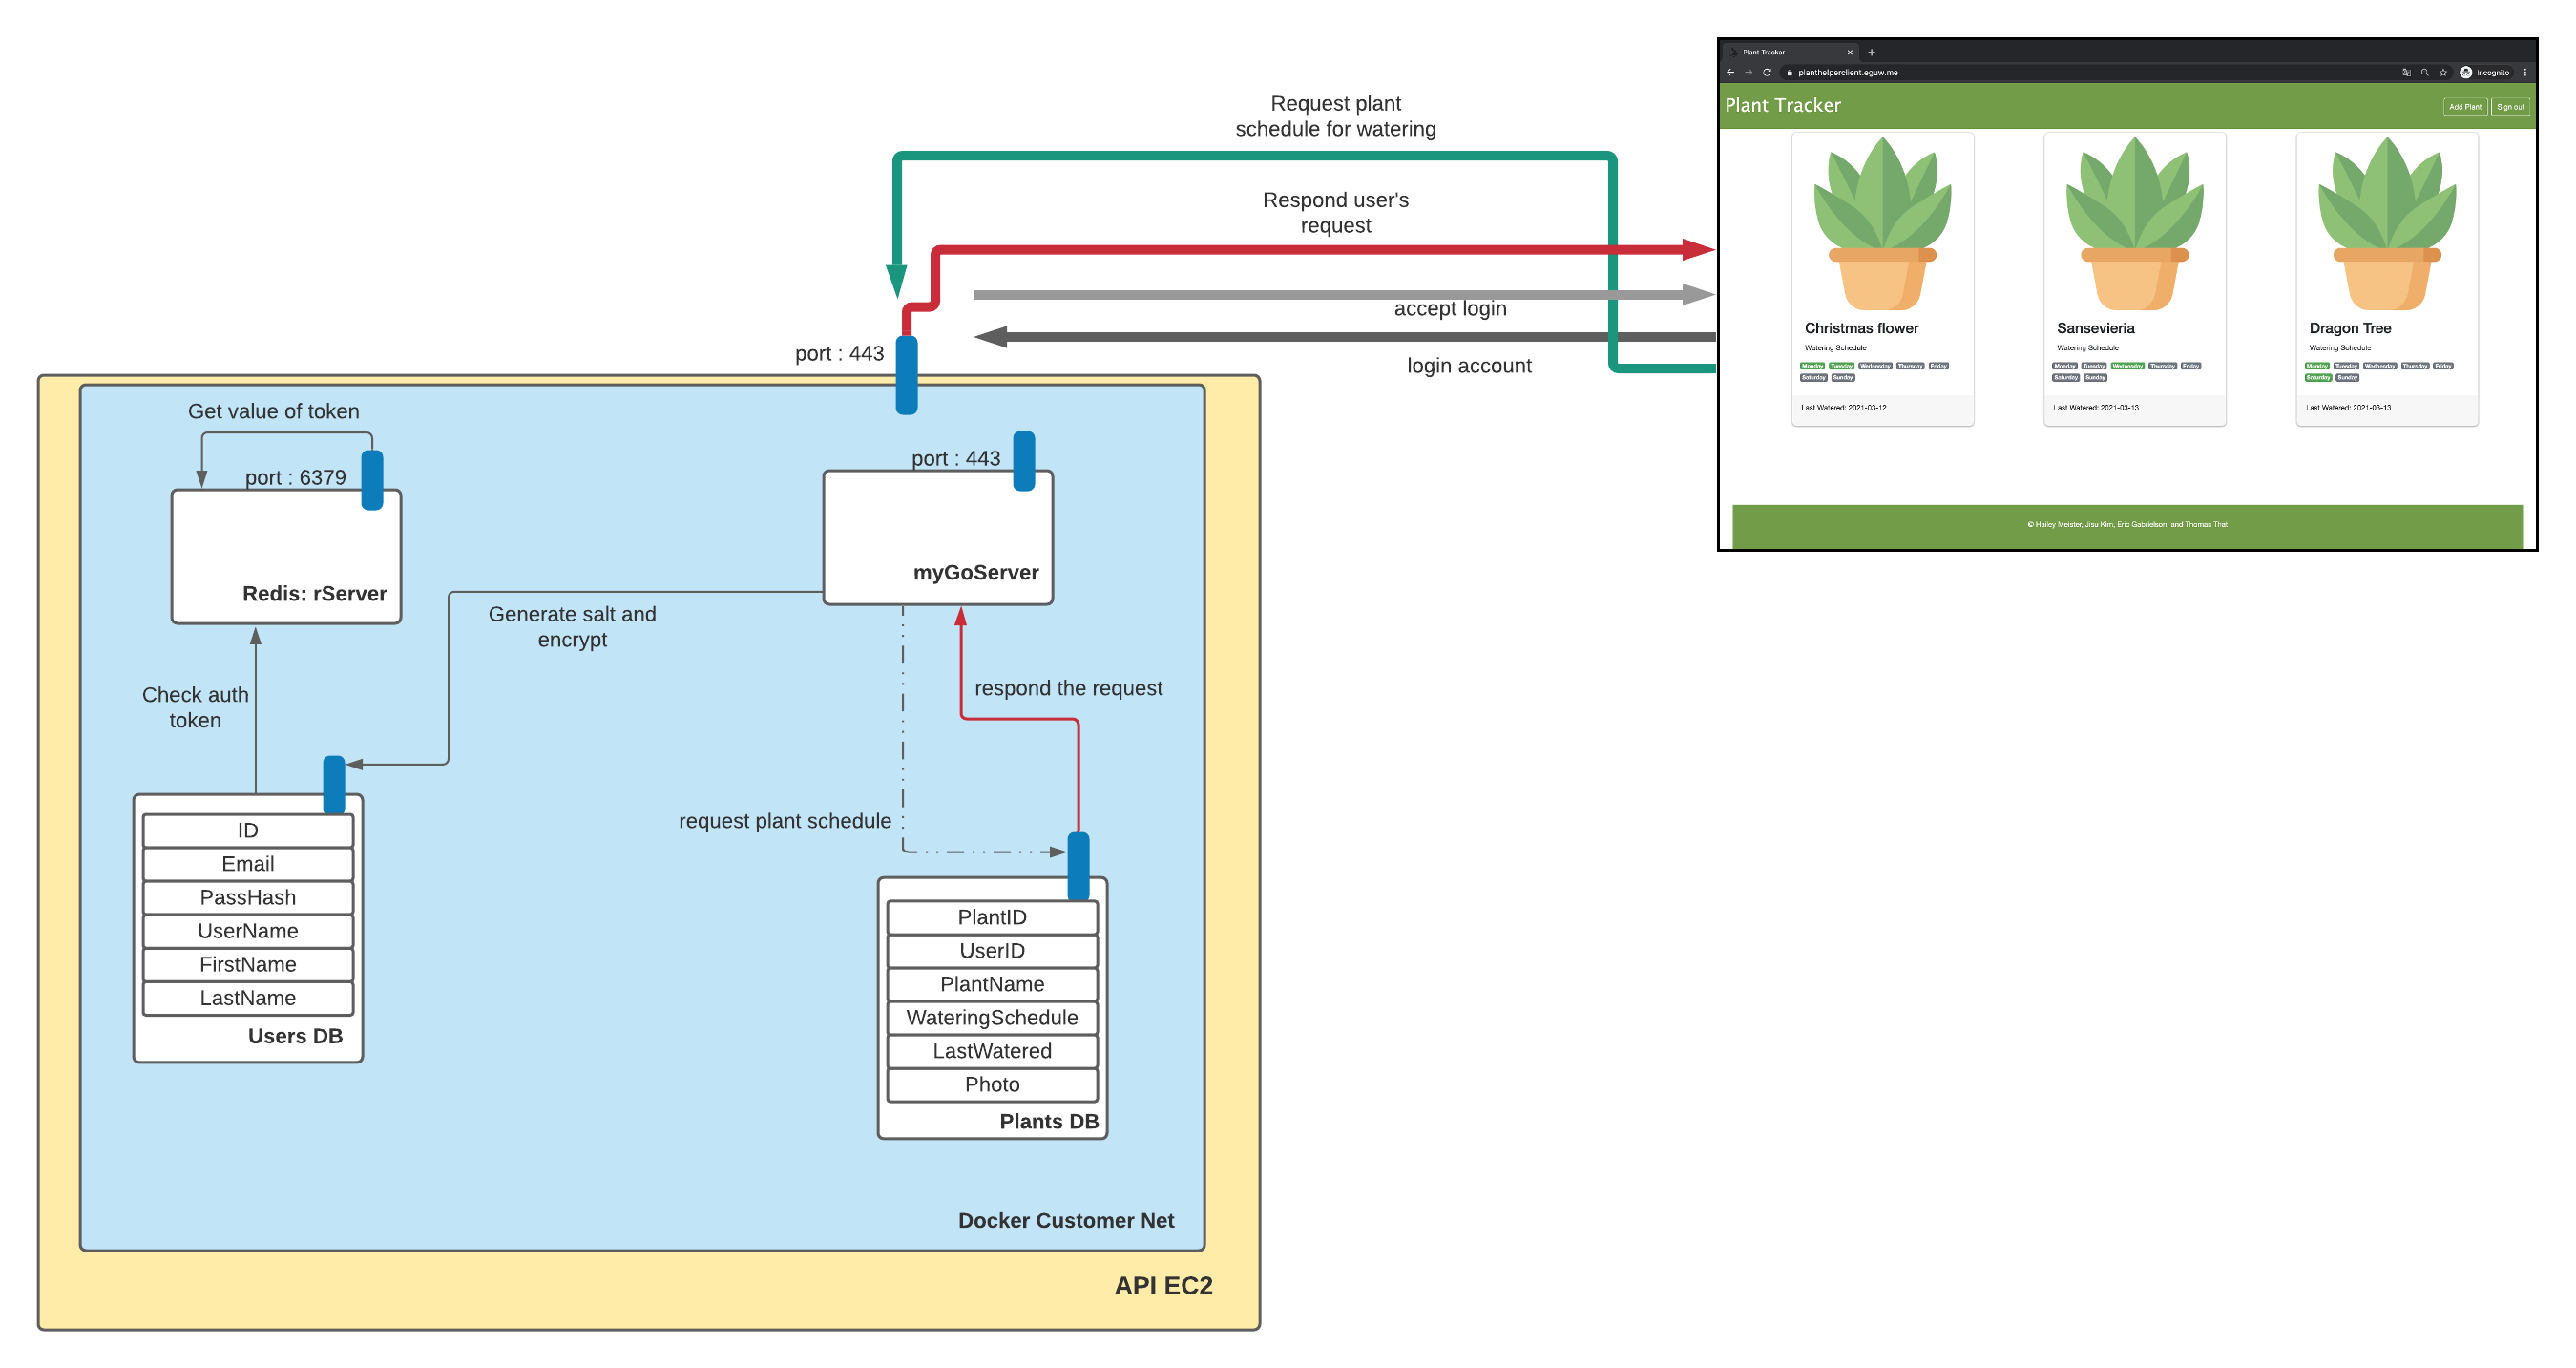 Request plant
schedule for watering
Respond user's
request
accept login
login account
port : 443
Get value of token
port : 6379
Redis: rServer
port : 443
myGoServer
Generate salt and
encrypt
Check auth
token
respond the request
request plant schedule
ID
Email
PassHash
UserName
FirstName
LastName
Users DB
PlantID
UserID
PlantName
WateringSchedule
LastWatered
Photo
Plants DB
Docker Customer Net
API EC2
Plant Tracker
planthelperclient.eguw.me
Incognito
Plant Tracker
Add Plant
Sign out
Christmas flower
Watering Schedule
Monday Tuesday Wednesday Thursday Friday
Saturday Sunday
Last Watered: 2021-03-12
Sansevieria
Watering Schedule
Monday Tuesday Wednesday Thursday Friday
Saturday Sunday
Last Watered: 2021-03-13
Dragon Tree
Watering Schedule
Monday Tuesday Wednesday Thursday Friday
Saturday Sunday
Last Watered: 2021-03-13
© Hailey Meister, Jisu Kim, Eric Gabrielson, and Thomas That